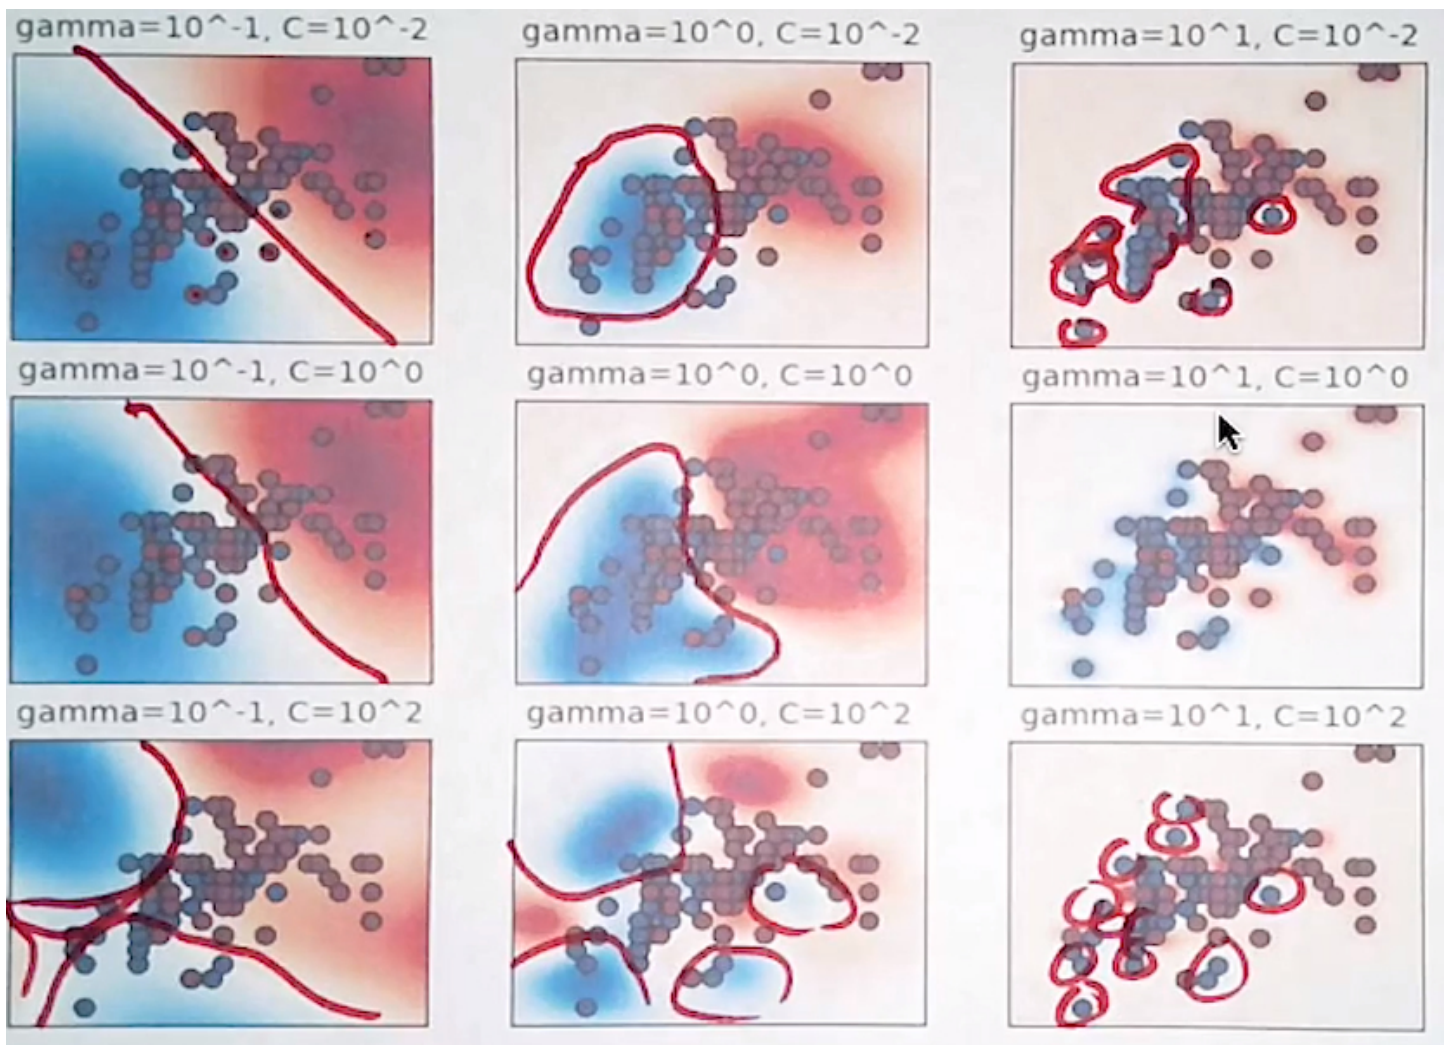 gamma=10^-1, C=10^-2
gamma=10^0, C=10^-2
gamma=10^1, C=10^-2
gamma=10^-1, C=10^0
gamma=10^0, C=10^0
gamma=10^1, C=10^0
gamma=10^-1, C=10^2
gamma=10^0, C=10^2
gamma=10^1, C=10^2